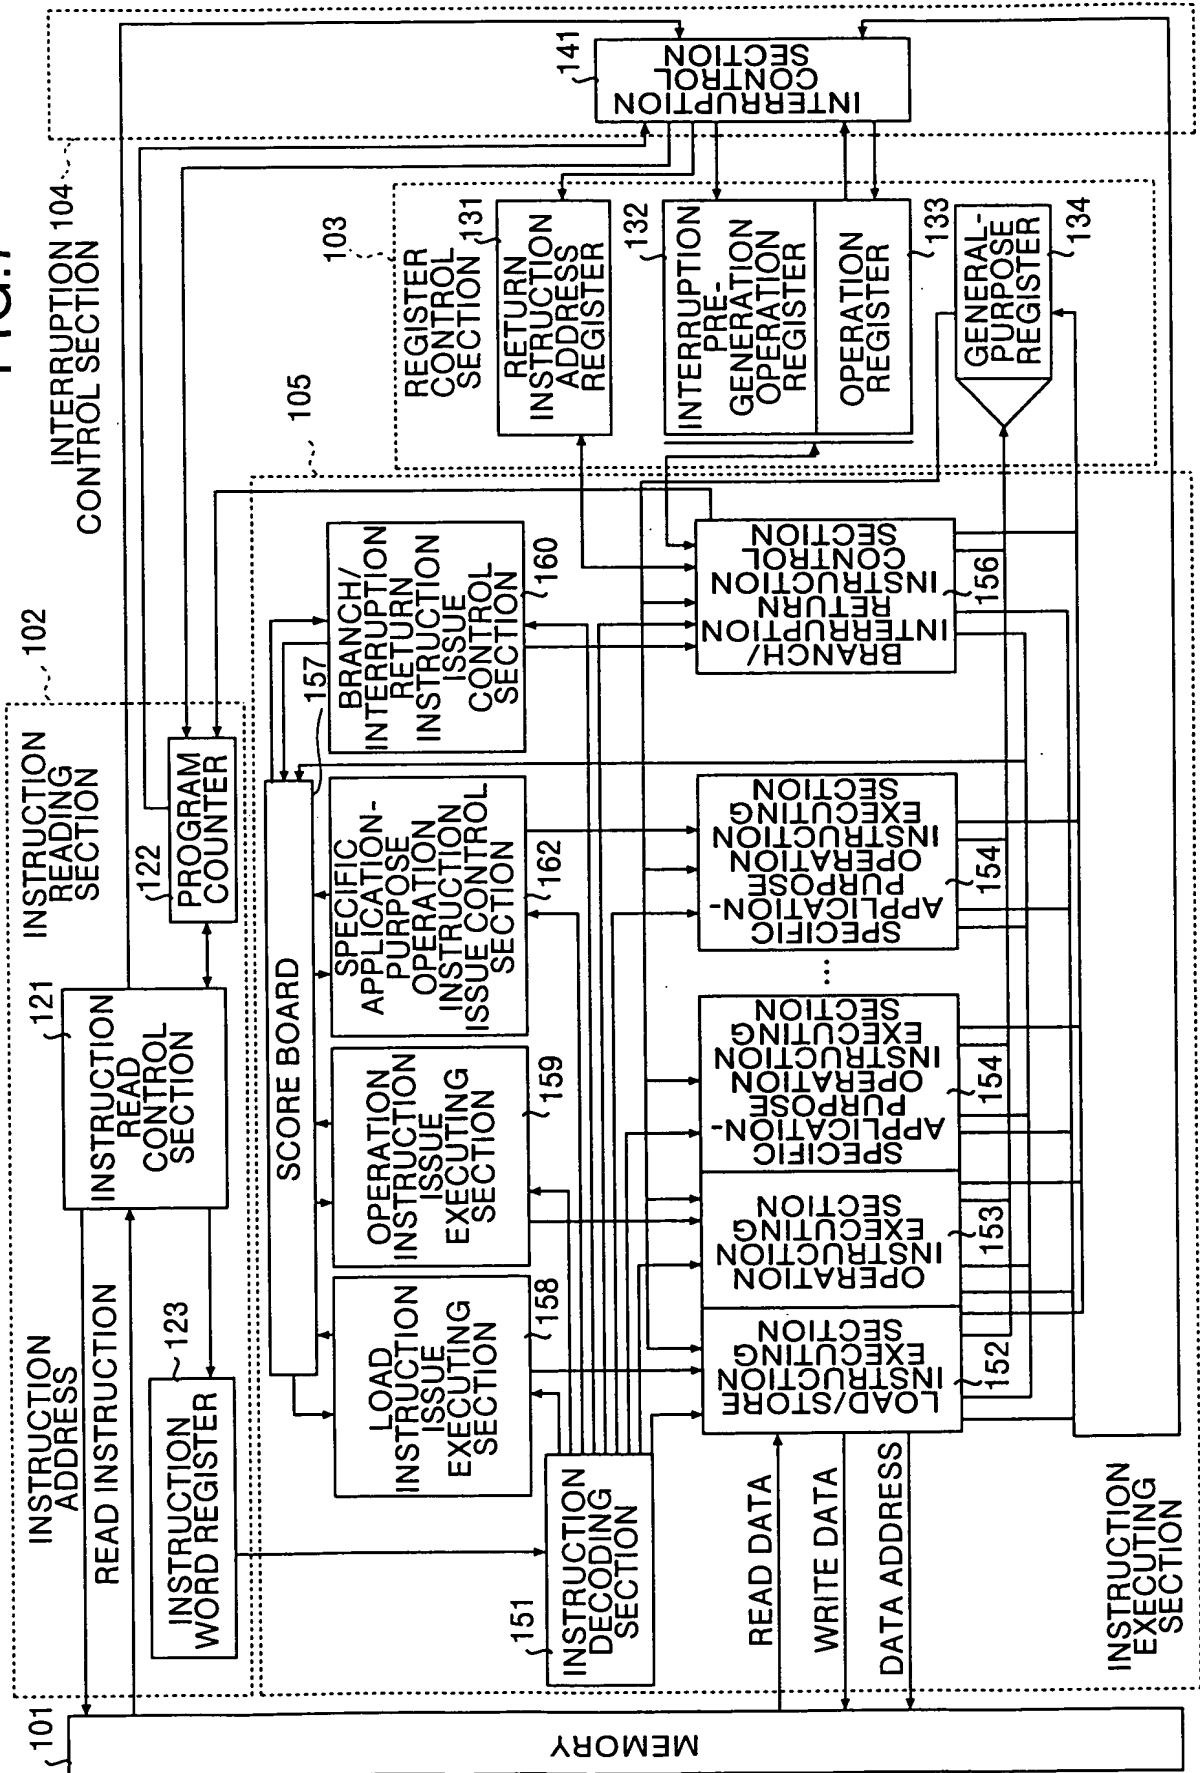 FIG.7
101
MEMORY
INSTRUCTION
ADDRESS
READ INSTRUCTION
INSTRUCTION
READING
SECTION
102
121
INSTRUCTION
READ
CONTROL
SECTION
122
PROGRAM
COUNTER
123
INSTRUCTION
WORD REGISTER
INTERRUPTION
CONTROL SECTION
104
141
INTERRUPTION
CONTROL
SECTION
103
REGISTER
CONTROL
SECTION
131
RETURN
INSTRUCTION
ADDRESS
REGISTER
132
INTERRUPTION
PRE-
GENERATION
OPERATION
REGISTER
OPERATION
REGISTER
133
GENERAL-
PURPOSE
REGISTER
134
105
SCORE BOARD
157
LOAD
INSTRUCTION
ISSUE
EXECUTING
SECTION
158
OPERATION
INSTRUCTION
ISSUE
EXECUTING
SECTION
159
SPECIFIC
APPLICATION-
PURPOSE
OPERATION
INSTRUCTION
ISSUE CONTROL
SECTION
162
BRANCH/
INTERRUPTION
RETURN
INSTRUCTION
ISSUE
CONTROL
SECTION
160
151
INSTRUCTION
DECODING
SECTION
LOAD/STORE
INSTRUCTION
EXECUTING
SECTION
152
OPERATION
INSTRUCTION
EXECUTING
SECTION
153
SPECIFIC
APPLICATION-
PURPOSE
OPERATION
INSTRUCTION
EXECUTING
SECTION
154
...
SPECIFIC
APPLICATION-
PURPOSE
OPERATION
INSTRUCTION
EXECUTING
SECTION
154
BRANCH/
INTERRUPTION
RETURN
INSTRUCTION
CONTROL
SECTION
156
READ DATA
WRITE DATA
DATA ADDRESS
INSTRUCTION
EXECUTING
SECTION